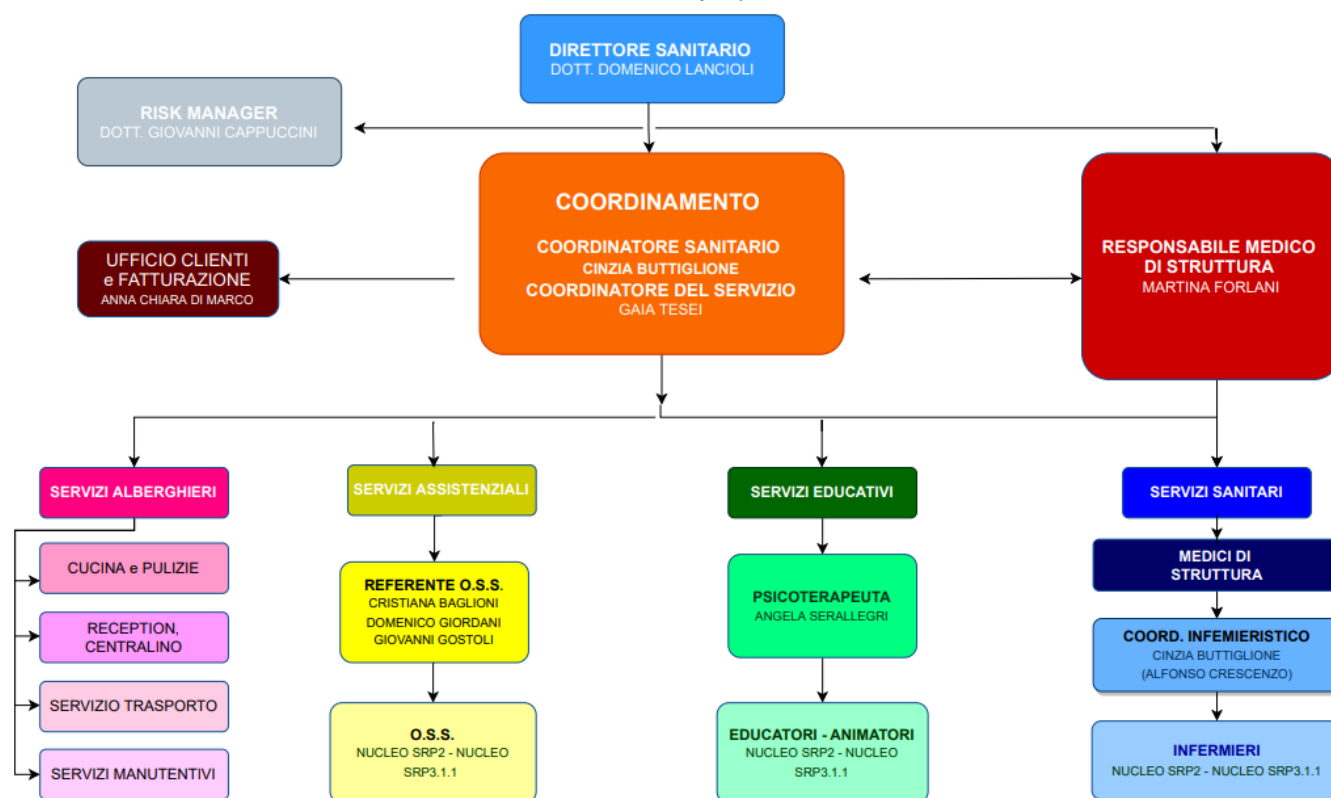 DIRETTORE SANITARIO
DOTT. DOMENICO LANCIOLI
RISK MANAGER
DOTT. GIOVANNI CAPPUCCINI
COORDINAMENTO
COORDINATORE SANITARIO
CINZIA BUTTIGLIONE
COORDINATORE DEL SERVIZIO
GAIA TESEI
RESPONSABILE MEDICO
DI STRUTTURA
MARTINA FORLANI
UFFICIO CLIENTI
e FATTURAZIONE
ANNA CHIARA DI MARCO
SERVIZI ALBERGHIERI
CUCINA e PULIZIE
RECEPTION,
CENTRALINO
SERVIZIO TRASPORTO
SERVIZI MANUTENTIVI
SERVIZI ASSISTENZIALI
REFERENTE O.S.S.
CRISTIANA BAGLIONI
DOMENICO GIORDANI
GIOVANNI GOSTOLI
O.S.S.
NUCLEO SRP2 - NUCLEO
SRP3.1.1
SERVIZI EDUCATIVI
PSICOTERAPEUTA
ANGELA SERALLEGRI
EDUCATORI - ANIMATORI
NUCLEO SRP2 - NUCLEO
SRP3.1.1
SERVIZI SANITARI
MEDICI DI
STRUTTURA
COORD. INFEMIERISTICO
CINZIA BUTTIGLIONE
(ALFONSO CRESCENZO)
INFERMIERI
NUCLEO SRP2 - NUCLEO SRP3.1.1